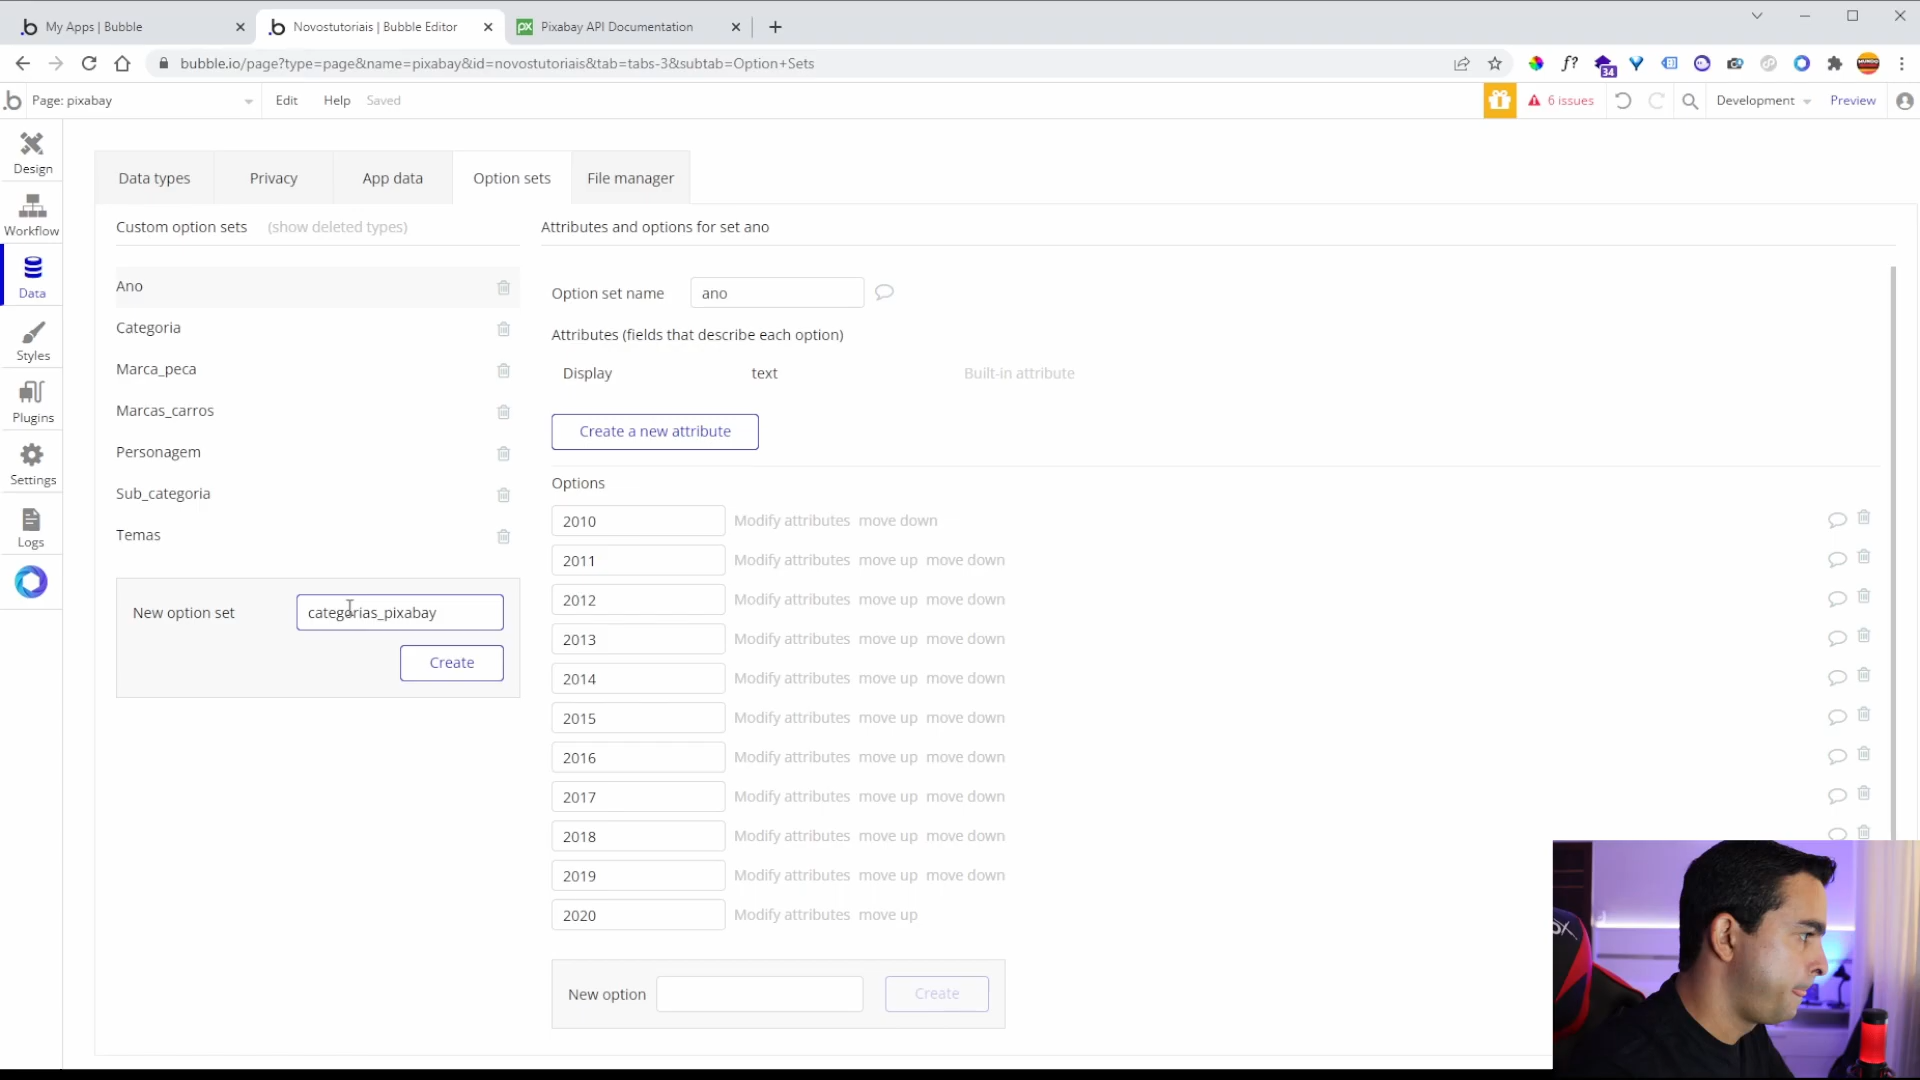 My Apps | Bubble
Novostutoriais | Bubble Editor
px
Pixabay API Documentation
bubble.io/page?type=page&name=pixabay&id=novostutoriais&tab=tabs-3&subtab=Option+Sets
f?
34
Page: pixabay
Edit
Help
Saved
6 issues
Development
Preview
Design
Workflow
Data
Styles
Plugins
Settings
Logs
Data types
Privacy
App data
Option sets
File manager
Custom option sets
(show deleted types)
Ano
Categoria
Marca_peca
Marcas_carros
Personagem
Sub_categoria
Temas
New option set
categorias_pixabay
Create
Attributes and options for set ano
Option set name
ano
Attributes (fields that describe each option)
Display text Built-in attribute
Create a new attribute
Options
2010 Modify attributes move down
2011 Modify attributes move up move down
2012 Modify attributes move up move down
2013 Modify attributes move up move down
2014 Modify attributes move up move down
2015 Modify attributes move up move down
2016 Modify attributes move up move down
2017 Modify attributes move up move down
2018 Modify attributes move up move down
2019 Modify attributes move up move down
2020 Modify attributes move up
New option
Create